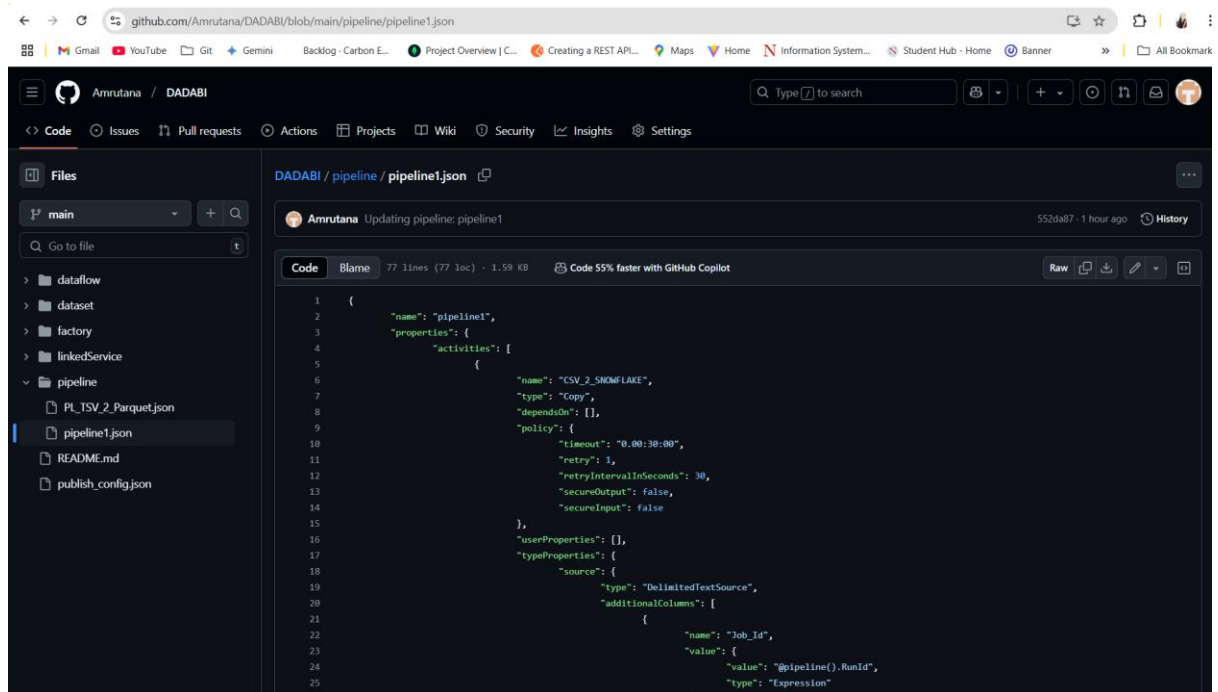 github.com/Amrutana/DADABI/blob/main/pipeline/pipeline1.json
Gmail YouTube Git Gemini Backlog - Carbon E... Project Overview | C... Creating a REST API... Maps Home Information System... Student Hub - Home Banner » All Bookmark
Amrutana / DADABI Type / to search
Code Issues Pull requests Actions Projects Wiki Security Insights Settings
Files
main
Go to file t
dataflow
dataset
factory
linkedService
pipeline
PL_TSV_2_Parquet.json
pipeline1.json
README.md
publish_config.json
DADABI / pipeline / pipeline1.json
Amrutana Updating pipeline: pipeline1 552da87 · 1 hour ago History
Code Blame 77 lines (77 loc) · 1.59 KB Code 55% faster with GitHub Copilot Raw
1 {
2 "name": "pipeline1",
3 "properties": {
4 "activities": [
5 {
6 "name": "CSV_2_SNOWFLAKE",
7 "type": "Copy",
8 "dependsOn": [],
9 "policy": {
10 "timeout": "0.00:30:00",
11 "retry": 1,
12 "retryIntervalInSeconds": 30,
13 "secureOutput": false,
14 "secureInput": false
15 },
16 "userProperties": [],
17 "typeProperties": {
18 "source": {
19 "type": "DelimitedTextSource",
20 "additionalColumns": [
21 {
22 "name": "Job_Id",
23 "value": {
24 "value": "@pipeline().RunId",
25 "type": "Expression"